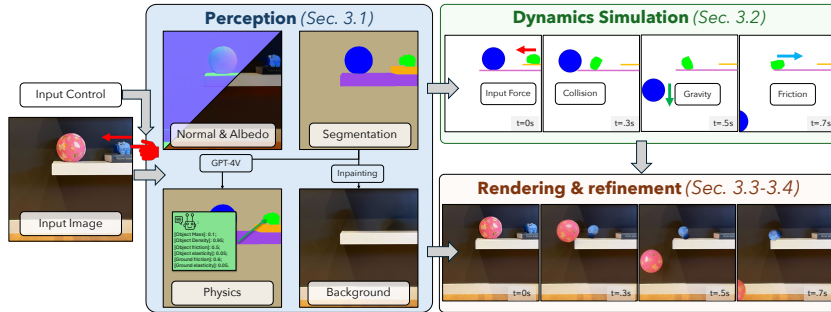 Perception (Sec. 3.1)
Input Control
Input Image
Normal & Albedo
Segmentation
GPT-4V
Inpainting
[Object Mass]: 0.1;
[Object Density]: 0.95;
[Object friction]: 0.5;
[Object elasticity]: 0.05;
[Ground friction]: 0.6;
[Ground elasticity]: 0.05.
Physics
Background
Dynamics Simulation (Sec. 3.2)
Input Force
t=0s
Collision
t=.3s
Gravity
t=.5s
Friction
t=.7s
Rendering & refinement (Sec. 3.3-3.4)
t=0s
t=.3s
t=.5s
t=.7s